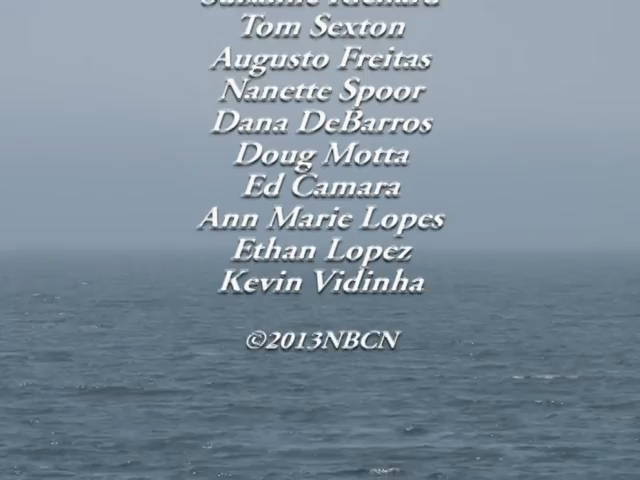 Tom Sexton
Augusto Freitas
Nanette Spoor
Dana DeBarros
Doug Motta
Ed Camara
Ann Marie Lopes
Ethan Lopez
Kevin Vidinha
©2013NBCN